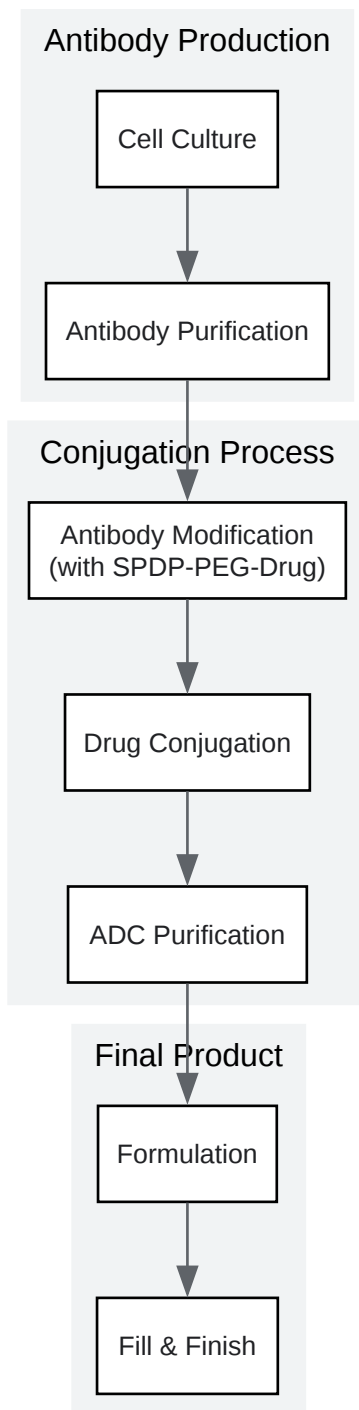 Antibody Production
Cell Culture
Antibody Purification
Conjugation Process
Antibody Modification
(with SPDP-PEG-Drug)
Drug Conjugation
ADC Purification
Final Product
Formulation
Fill & Finish